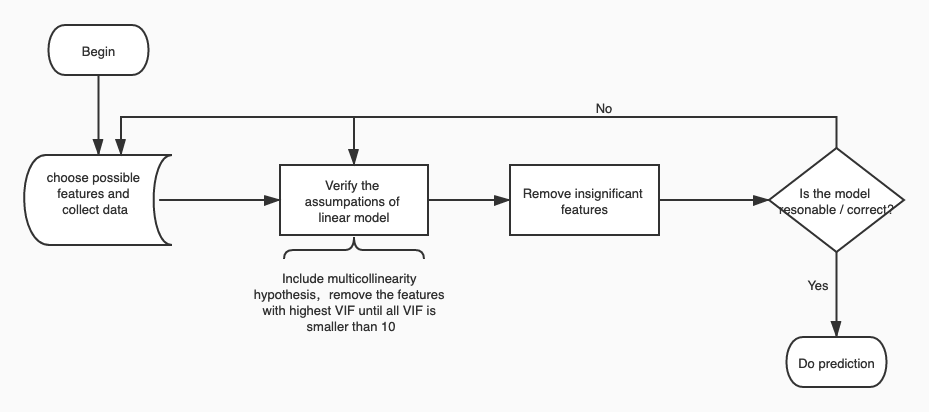 Begin
No
choose possible
features and
collect data
Verify the
assumpations of
linear model
Remove insignificant
features
Is the model
resonable / correct?
Include multicollinearity
hypothesis，remove the features
with highest VIF until all VIF is
smaller than 10
Yes
Do prediction